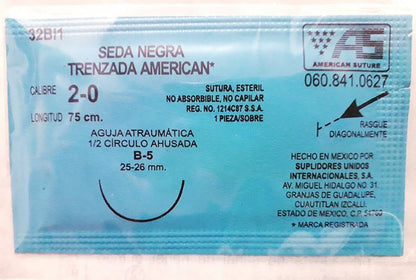 32BI1
SEDA NEGRA
TRENZADA AMERICAN*
CALIBRE 2-0
LONGITUD 75 cm.
SUTURA, ESTERIL
NO ABSORBIBLE, NO CAPILAR
REG. NO. 1214C87 S.S.A.
1 PIEZA/SOBRE
AGUJA ATRAUMÁTICA
1/2 CÍRCULO AHUSADA
B-5
25-26 mm.
AS
AMERICAN SUTURE
060.841.0627
RASGUE
DIAGONALMENTE
HECHO EN MEXICO POR
SUPLIDORES UNIDOS
INTERNACIONALES, S.A.
AV. MIGUEL HIDALGO NO. 31
GRANJAS DE GUADALUPE,
CUAUTITLAN IZCALLI,
ESTADO DE MEXICO, C.P. 54760
* MARCA REGISTRADA